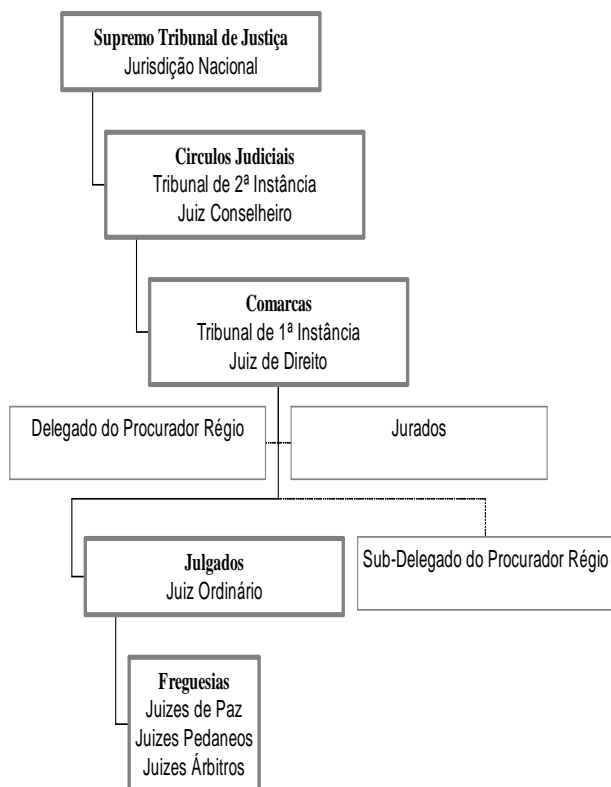 Supremo Tribunal de Justiça
Jurisdição Nacional
Circulos Judiciais
Tribunal de 2ª Instância
Juiz Conselheiro
Comarcas
Tribunal de 1ª Instância
Juiz de Direito
Delegado do Procurador Régio
Jurados
Julgados
Juiz Ordinário
Sub-Delegado do Procurador Régio
Freguesias
Juizes de Paz
Juizes Pedaneos
Juizes Árbitros